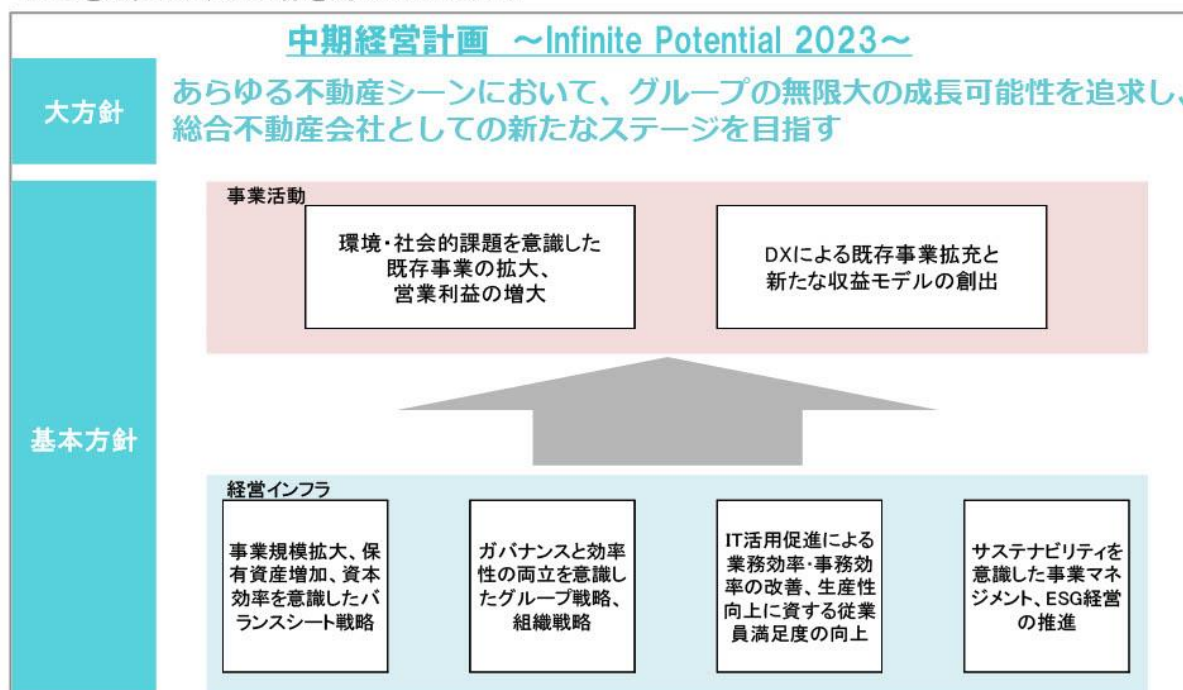 中期経営計画 ～Infinite Potential 2023～
大方針
あらゆる不動産シーンにおいて、グループの無限大の成長可能性を追求し、
総合不動産会社としての新たなステージを目指す
基本方針
事業活動
環境・社会的課題を意識した
既存事業の拡大、
営業利益の増大
DXによる既存事業拡充と
新たな収益モデルの創出
経営インフラ
事業規模拡大、保
有資産増加、資本
効率を意識したバ
ランスシート戦略
ガバナンスと効率
性の両立を意識し
たグループ戦略、
組織戦略
IT活用促進による
業務効率・事務効
率の改善、生産性
向上に資する従業
員満足度の向上
サステナビリティを
意識した事業マネ
ジメント、ESG経営
の推進